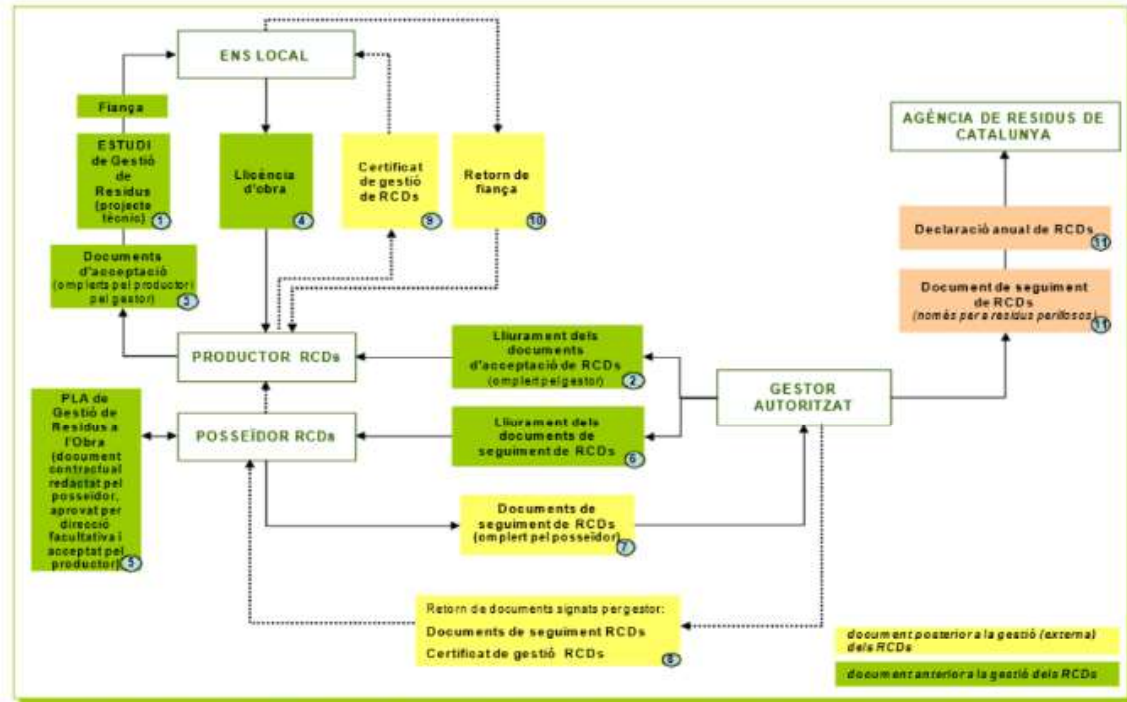 ENS LOCAL
Fiança
ESTUDI
de Gestió
de
Residus
(projecte
tècnic)
1
Llicència
d'obra
4
Certificat
de gestió
de RCDs
9
Retorn de
fiança
10
AGÈNCIA DE RESIDUS DE
CATALUNYA
Declaració anual de RCDs
11
Document de seguiment
de RCDs
(només per a residus perillosos)
11
Documents
d'acceptació
(omplerts pel productor i
pel gestor)
3
PRODUCTOR RCDs
Lliurament dels
documents
d'acceptació de RCDs
(omplert pel gestor)
2
GESTOR
AUTORITZAT
PLA de
Gestió de
Residus a
l'Obra
(document
contractual
redactat pel
posseïdor,
aprovat per
direcció
facultativa i
acceptat pel
productor)
5
POSSEÏDOR RCDs
Lliurament dels
documents de
seguiment de RCDs
6
Documents de
seguiment de RCDs
(omplert pel posseïdor)
7
Retorn de documents signats per gestor:
Documents de seguiment RCDs
Certificat de gestió RCDs
8
document posterior a la gestió (externa)
dels RCDs
document anterior a la gestió dels RCDs